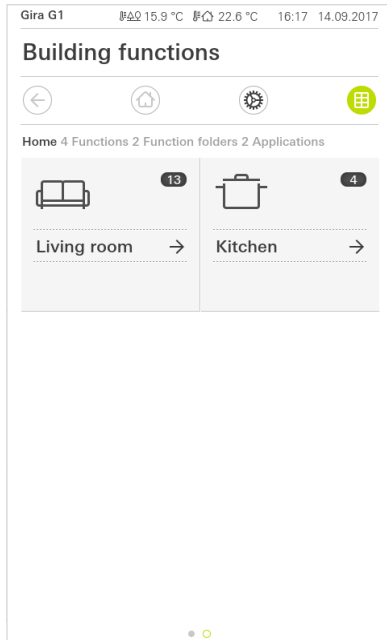 Gira G1 15.9 °C 22.6 °C 16:17 14.09.2017
Building functions
Home 4 Functions 2 Function folders 2 Applications
13 4
Living room Kitchen